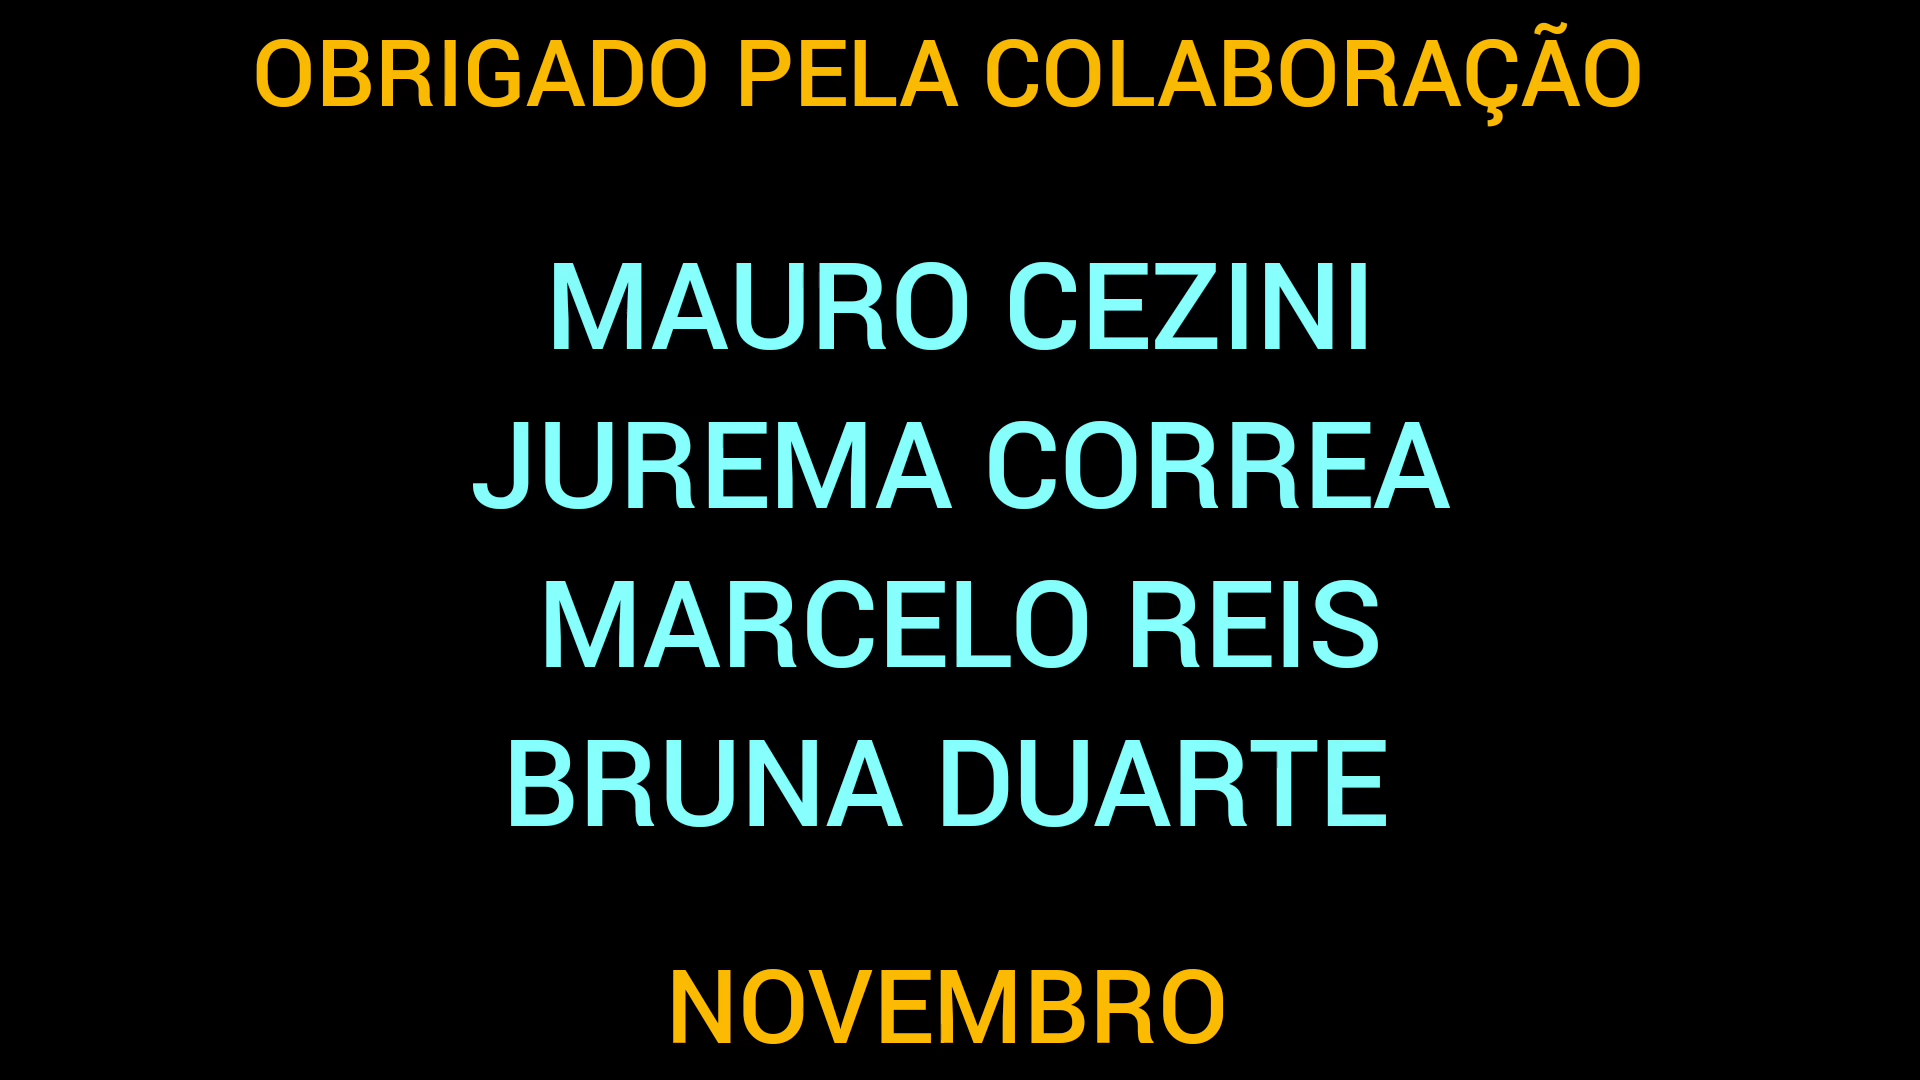 OBRIGADO PELA COLABORAÇÃO
MAURO CEZINI
JUREMA CORREA
MARCELO REIS
BRUNA DUARTE
NOVEMBRO